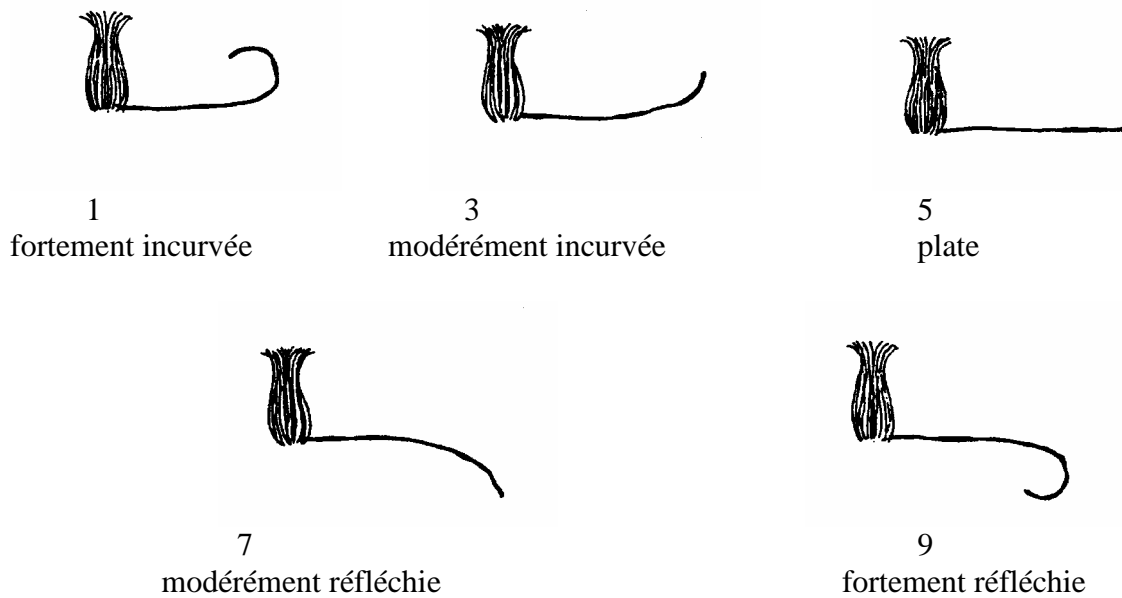 1 3 5
fortement incurvée modérément incurvée plate
7 9
modérément réfléchie fortement réfléchie